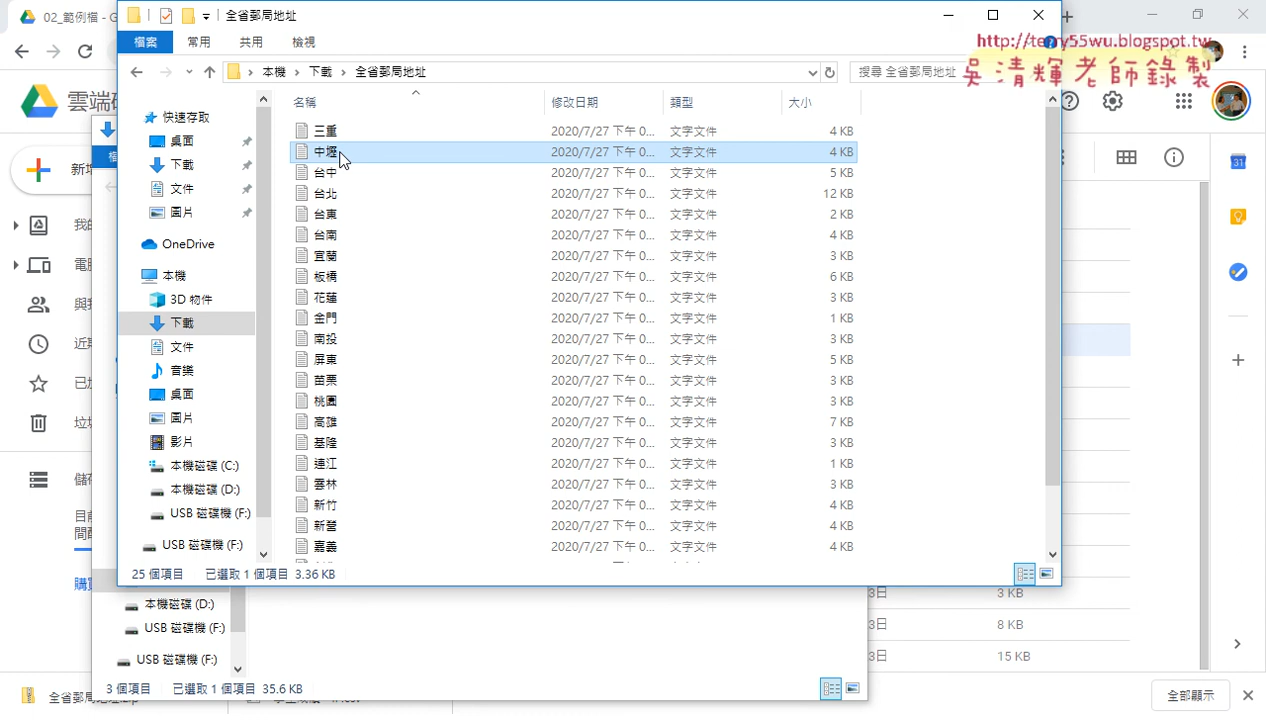 02_範例檔 - G
全省郵局地址
檔案 常用 共用 檢視
http://terry55wu.blogspot.tw
吳清輝老師錄製
本機 › 下載 › 全省郵局地址
搜尋 全省郵局地址
雲端
新增
名稱 修改日期 類型 大小
快速存取
桌面
下載
文件
圖片
OneDrive
本機
3D 物件
下載
文件
音樂
桌面
圖片
影片
本機磁碟 (C:)
本機磁碟 (D:)
USB 磁碟機 (F:)
USB 磁碟機 (F:)
三重 2020/7/27 下午 0... 文字文件 4 KB
中壢 2020/7/27 下午 0... 文字文件 4 KB
台中 2020/7/27 下午 0... 文字文件 5 KB
台北 2020/7/27 下午 0... 文字文件 12 KB
台東 2020/7/27 下午 0... 文字文件 2 KB
台南 2020/7/27 下午 0... 文字文件 4 KB
宜蘭 2020/7/27 下午 0... 文字文件 3 KB
板橋 2020/7/27 下午 0... 文字文件 6 KB
花蓮 2020/7/27 下午 0... 文字文件 3 KB
金門 2020/7/27 下午 0... 文字文件 1 KB
南投 2020/7/27 下午 0... 文字文件 3 KB
屏東 2020/7/27 下午 0... 文字文件 5 KB
苗栗 2020/7/27 下午 0... 文字文件 3 KB
桃園 2020/7/27 下午 0... 文字文件 3 KB
高雄 2020/7/27 下午 0... 文字文件 7 KB
基隆 2020/7/27 下午 0... 文字文件 3 KB
連江 2020/7/27 下午 0... 文字文件 1 KB
雲林 2020/7/27 下午 0... 文字文件 3 KB
新竹 2020/7/27 下午 0... 文字文件 4 KB
新營 2020/7/27 下午 0... 文字文件 4 KB
嘉義 2020/7/27 下午 0... 文字文件 4 KB
25 個項目 已選取 1 個項目 3.36 KB
本機磁碟 (D:)
USB 磁碟機 (F:)
USB 磁碟機 (F:)
3 個項目 已選取 1 個項目 35.6 KB
3日 3 KB
3日 8 KB
3日 15 KB
31
目前
全部顯示